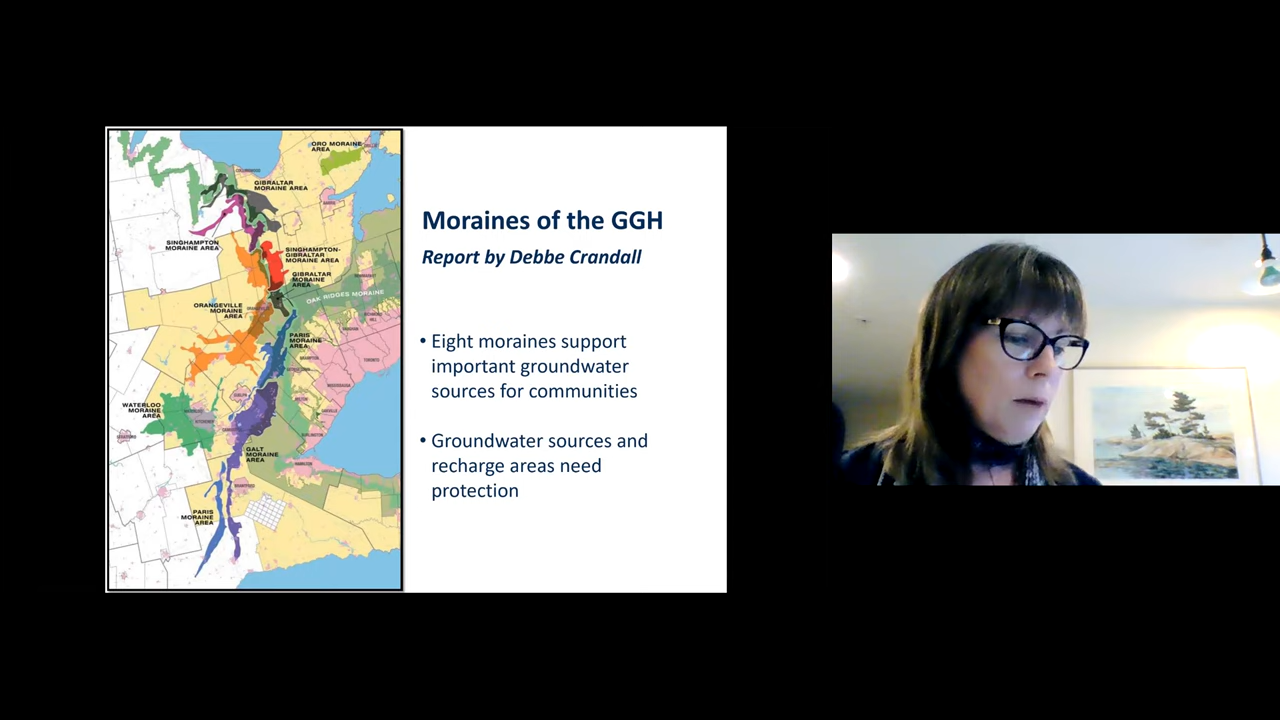 ORO MORAINE
AREA
GIBRALTAR
MORAINE AREA
SINGHAMPTON
MORAINE AREA
SINGHAMPTON-
GIBRALTAR
MORAINE AREA
GIBRALTAR
MORAINE
AREA
OAK RIDGES MORAINE
ORANGEVILLE
MORAINE
AREA
PARIS
MORAINE
AREA
WATERLOO
MORAINE
AREA
GALT
MORAINE
AREA
PARIS
MORAINE
AREA
Moraines of the GGH
Report by Debbe Crandall
• Eight moraines support
important groundwater
sources for communities
• Groundwater sources and
recharge areas need
protection